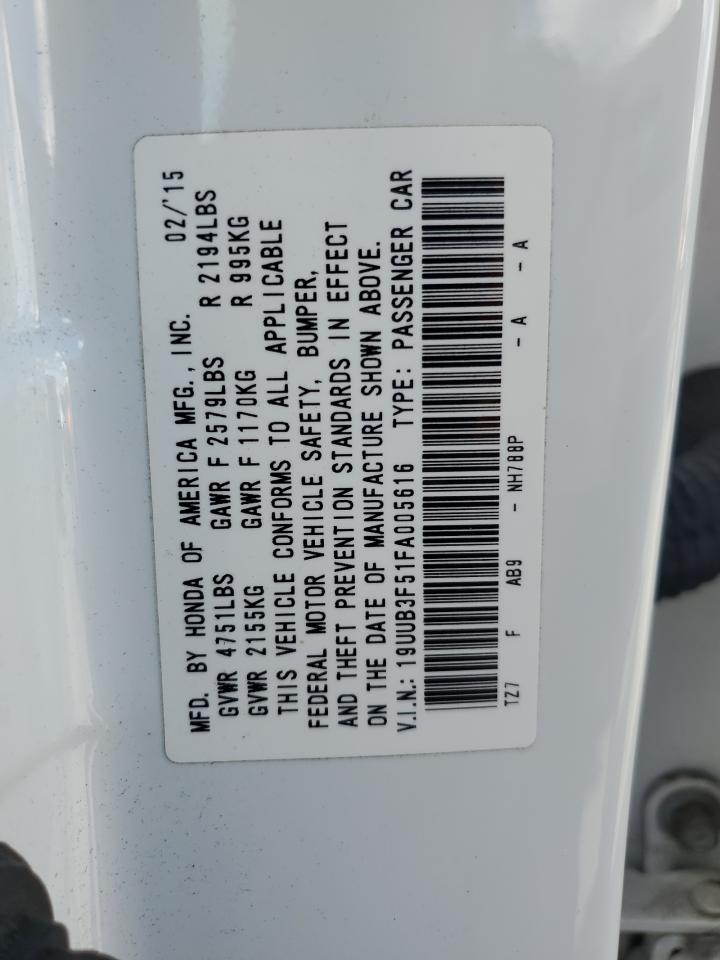 MFD. BY HONDA OF AMERICA MFG., INC. 02/'15
GVWR 4751LBS GAWR F 2579LBS R 2194LBS
GVWR 2155KG GAWR F 1170KG R 995KG
THIS VEHICLE CONFORMS TO ALL APPLICABLE
FEDERAL MOTOR VEHICLE SAFETY, BUMPER,
AND THEFT PREVENTION STANDARDS IN EFFECT
ON THE DATE OF MANUFACTURE SHOWN ABOVE.
V.I.N.: 19UUB3F51FA005616 TYPE: PASSENGER CAR
TZ7 F AB9 - NH788P - A - A